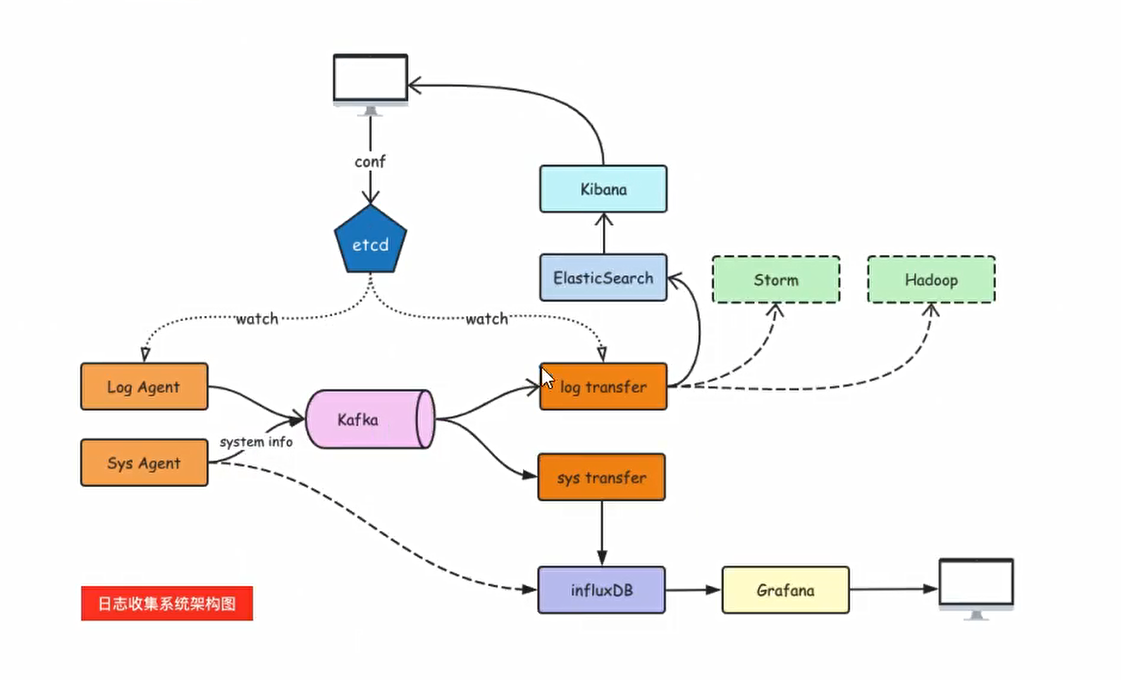 conf
Kibana
etcd
ElasticSearch
Storm
Hadoop
watch
watch
Log Agent
log transfer
Kafka
system info
Sys Agent
sys transfer
influxDB
Grafana
日志收集系统架构图